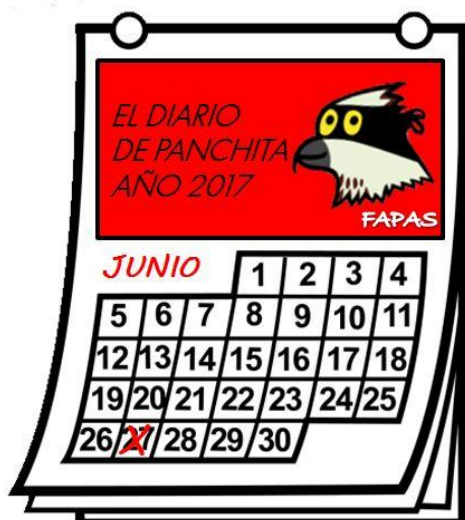 EL DIARIO
DE PANCHITA
AÑO 2017
FAPAS
JUNIO
1 2 3 4
5 6 7 8 9 10 11
12 13 14 15 16 17 18
19 20 21 22 23 24 25
26 27 28 29 30